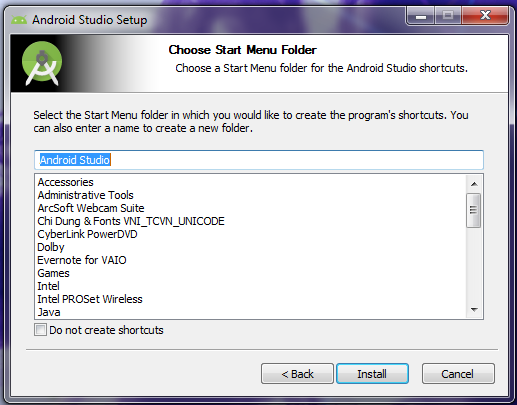 Android Studio Setup
Choose Start Menu Folder
Choose a Start Menu folder for the Android Studio shortcuts.
Select the Start Menu folder in which you would like to create the program's shortcuts. You
can also enter a name to create a new folder.
Android Studio
Accessories
Administrative Tools
ArcSoft Webcam Suite
Chi Dung & Fonts VNI_TCVN_UNICODE
CyberLink PowerDVD
Dolby
Evernote for VAIO
Games
Intel
Intel PROSet Wireless
Java
Do not create shortcuts
< Back
Install
Cancel